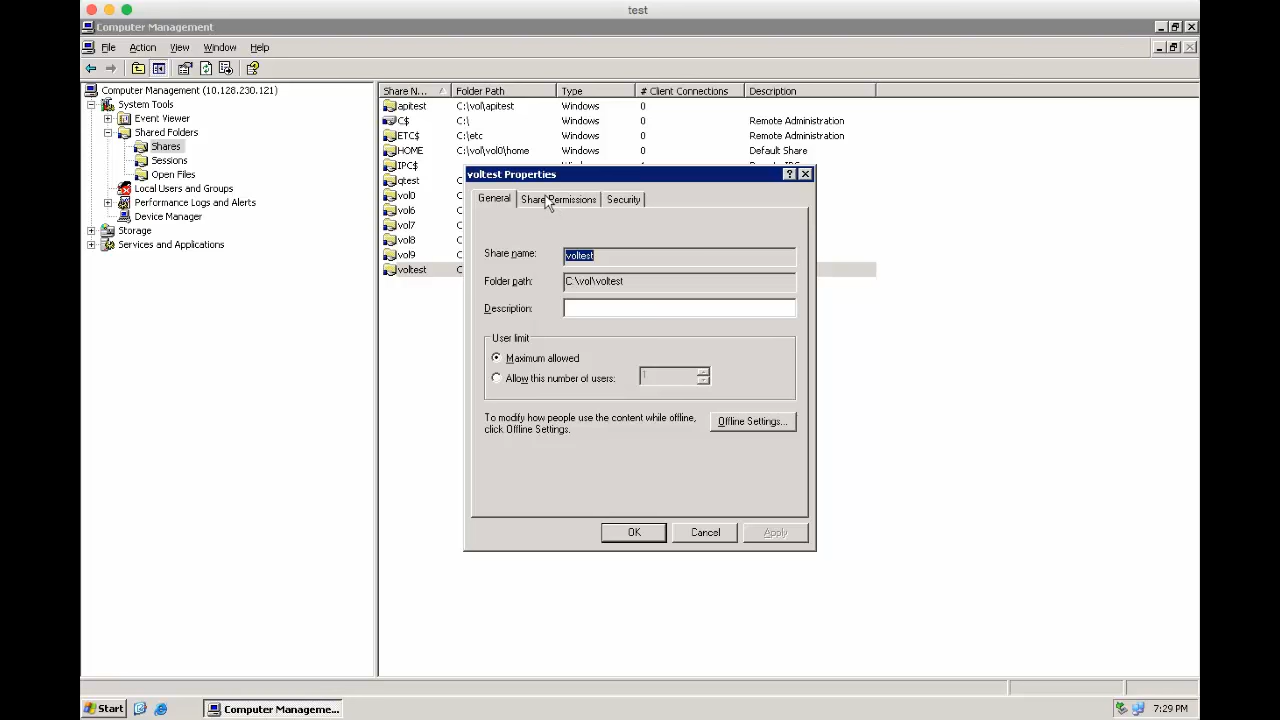 test
Computer Management
File Action View Window Help
Computer Management (10.128.230.121)
System Tools
Event Viewer
Shared Folders
Shares
Sessions
Open Files
Local Users and Groups
Performance Logs and Alerts
Device Manager
Storage
Services and Applications
Share N... Folder Path Type # Client Connections Description
apitest C:\vol\apitest Windows 0
C$ C:\ Windows 0 Remote Administration
ETC$ C:\etc Windows 0 Remote Administration
HOME C:\vol\vol0\home Windows 0 Default Share
IPC$
qtest C
vol0 C
vol6 C
vol7 C
vol8 C
vol9 C
voltest C
voltest Properties
General Share Permissions Security
Share name: voltest
Folder path: C:\vol\voltest
Description:
User limit
Maximum allowed
Allow this number of users: 1
To modify how people use the content while offline,
click Offline Settings.
Offline Settings...
OK Cancel Apply
Start Computer Manageme... 7:29 PM